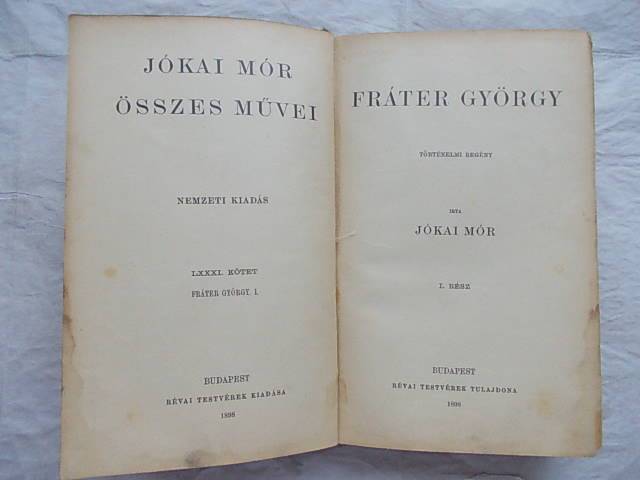 JÓKAI MÓR
ÖSSZES MŰVEI
NEMZETI KIADÁS
LXXXI. KÖTET
FRÁTER GYÖRGY. I.
BUDAPEST
RÉVAI TESTVÉREK KIADÁSA
1898
FRÁTER GYÖRGY
TÖRTÉNELMI REGÉNY
IRTA
JÓKAI MÓR
I. RÉSZ
BUDAPEST
RÉVAI TESTVÉREK TULAJDONA
1898